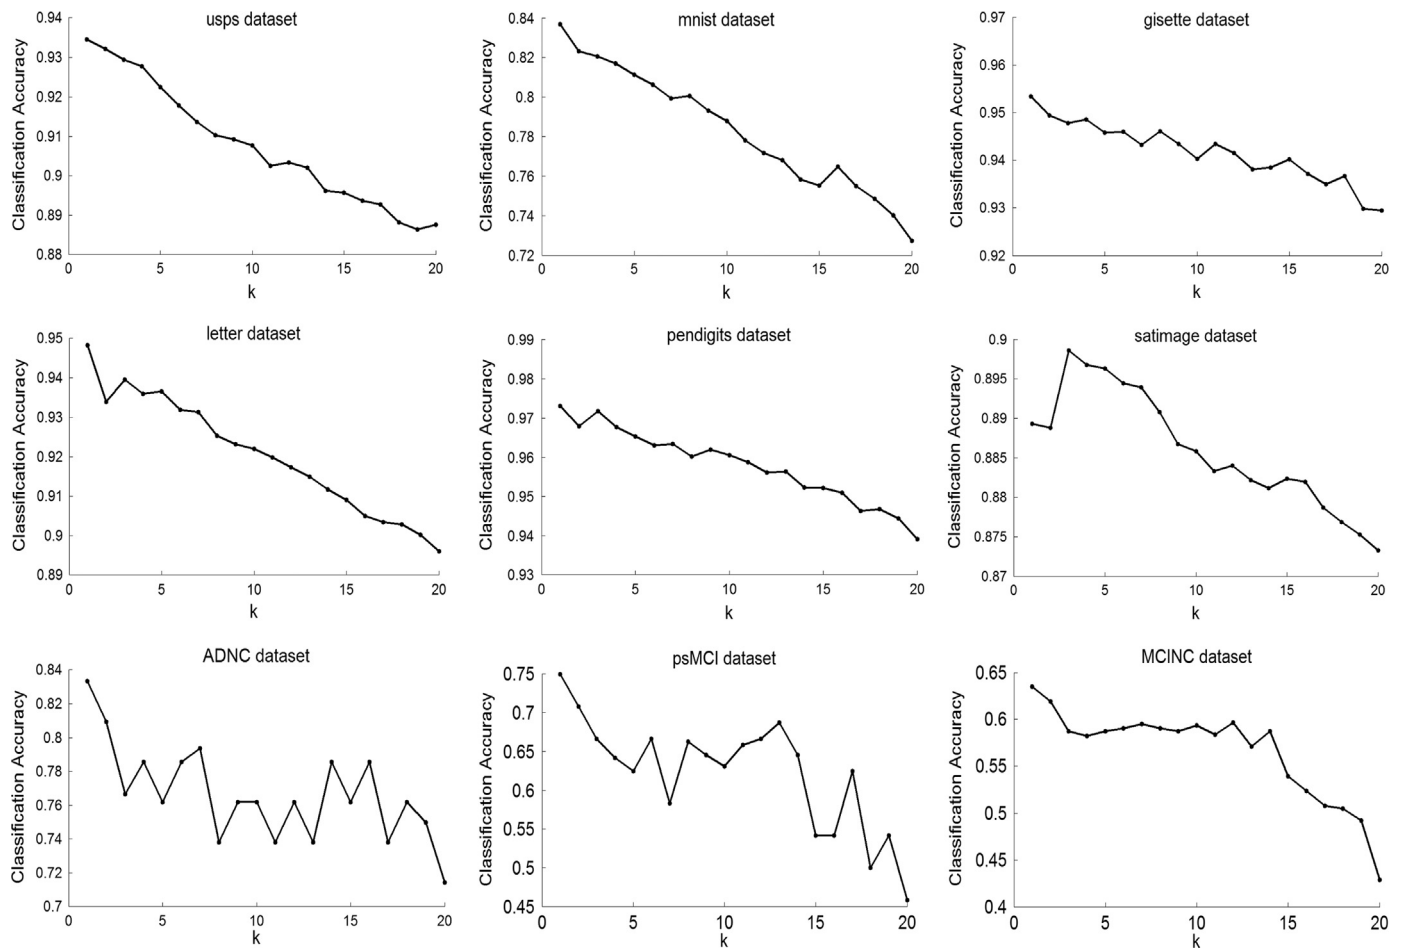 usps dataset
Classification Accuracy
0.94
0.93
0.92
0.91
0.9
0.89
0.88
0 5 10 15 20
k
mnist dataset
Classification Accuracy
0.84
0.82
0.8
0.78
0.76
0.74
0.72
0 5 10 15 20
k
gisette dataset
Classification Accuracy
0.97
0.96
0.95
0.94
0.93
0.92
0 5 10 15 20
k
letter dataset
Classification Accuracy
0.95
0.94
0.93
0.92
0.91
0.9
0.89
0 5 10 15 20
k
pendigits dataset
Classification Accuracy
0.99
0.98
0.97
0.96
0.95
0.94
0.93
0 5 10 15 20
k
satimage dataset
Classification Accuracy
0.9
0.895
0.89
0.885
0.88
0.875
0.87
0 5 10 15 20
k
ADNC dataset
Classification Accuracy
0.84
0.82
0.8
0.78
0.76
0.74
0.72
0.7
0 5 10 15 20
k
psMCI dataset
Classification Accuracy
0.75
0.7
0.65
0.6
0.55
0.5
0.45
0 5 10 15 20
k
MCINC dataset
Classification Accuracy
0.65
0.6
0.55
0.5
0.45
0.4
0 5 10 15 20
k